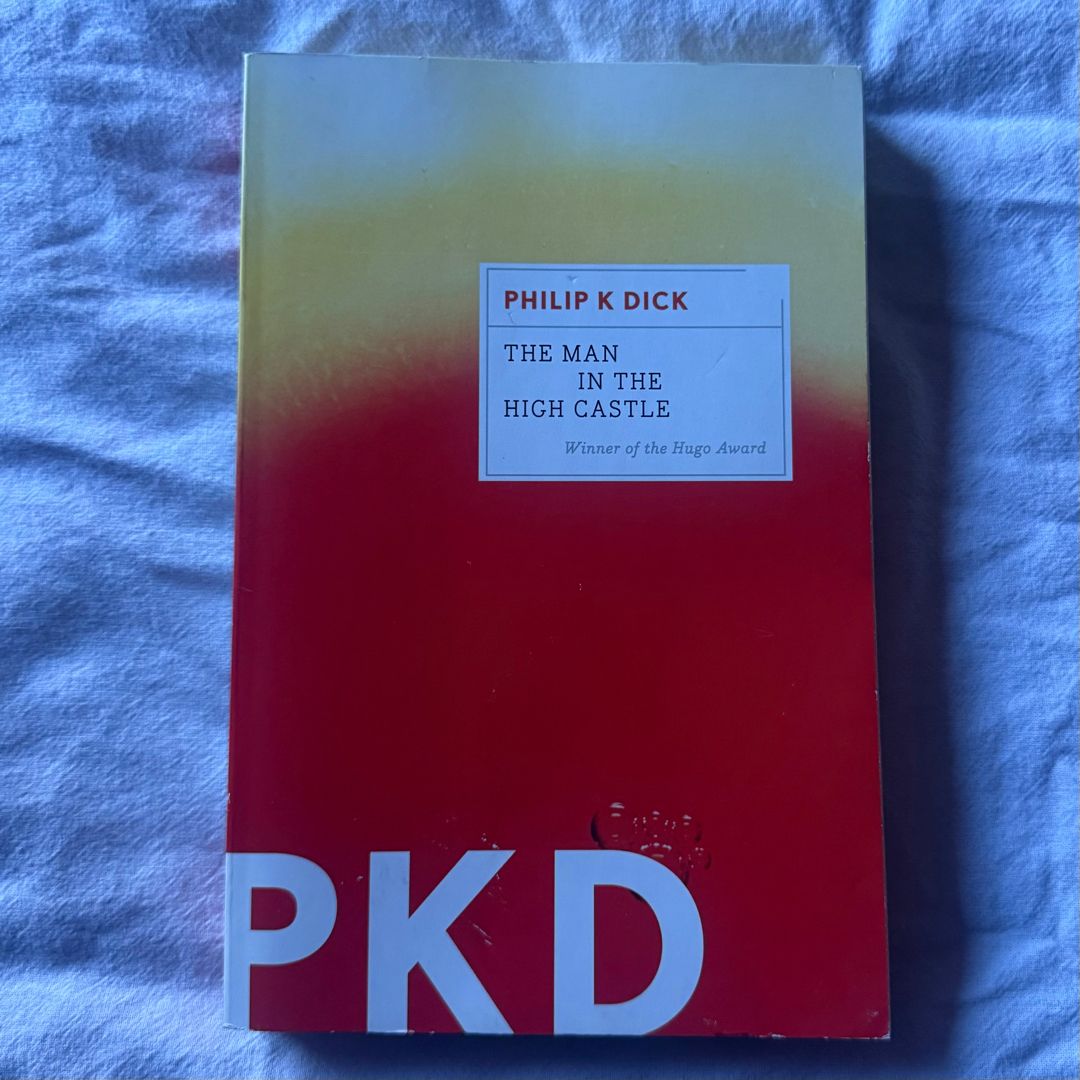 PHILIP K DICK
THE MAN
IN THE
HIGH CASTLE
Winner of the Hugo Award
PKD